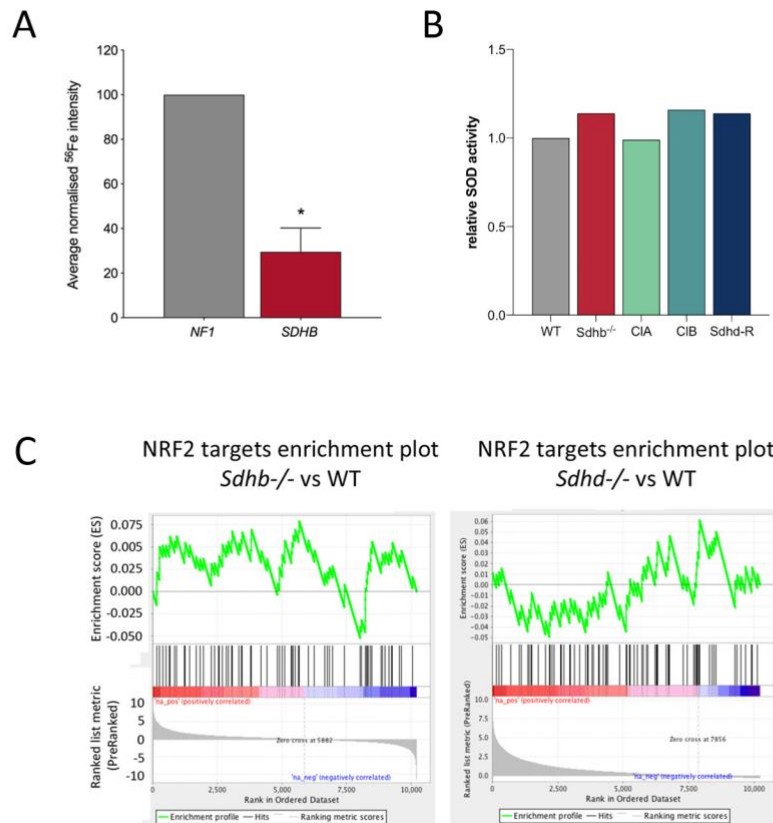 A
120
100
80
60
40
20
0
Average normalised ⁵⁶Fe intensity
*
NF1 SDHB
B
1.5
1.0
0.5
0.0
relative SOD activity
WT Sdhb⁻/⁻ CIA CIB Sdhd-R
C
NRF2 targets enrichment plot
Sdhb-/- vs WT
0.075
0.005
0.025
0.000
0.025
-0.050
Enrichment score (ES)
'na_pos' (positively correlated)
10
5
0
-5
-10
Ranked list metric
(PreRanked)
Zero cross at 5882
'na_neg' (negatively correlated)
0 2,500 5,000 7,500 10,000
Rank in Ordered Dataset
Enrichment profile Hits Ranking metric scores
NRF2 targets enrichment plot
Sdhd-/- vs WT
0.06
0.05
0.04
0.03
0.02
0.01
0.00
-0.01
-0.02
-0.03
-0.04
-0.05
Enrichment score (ES)
'na_pos' (positively correlated)
10.0
7.5
5.0
2.5
0.0
Ranked list metric (PreRanked)
Zero cross at 7856
'na_neg' (negatively correlated)
0 2,500 5,000 7,500 10,000
Rank in Ordered Dataset
Enrichment profile Hits Ranking metric scores